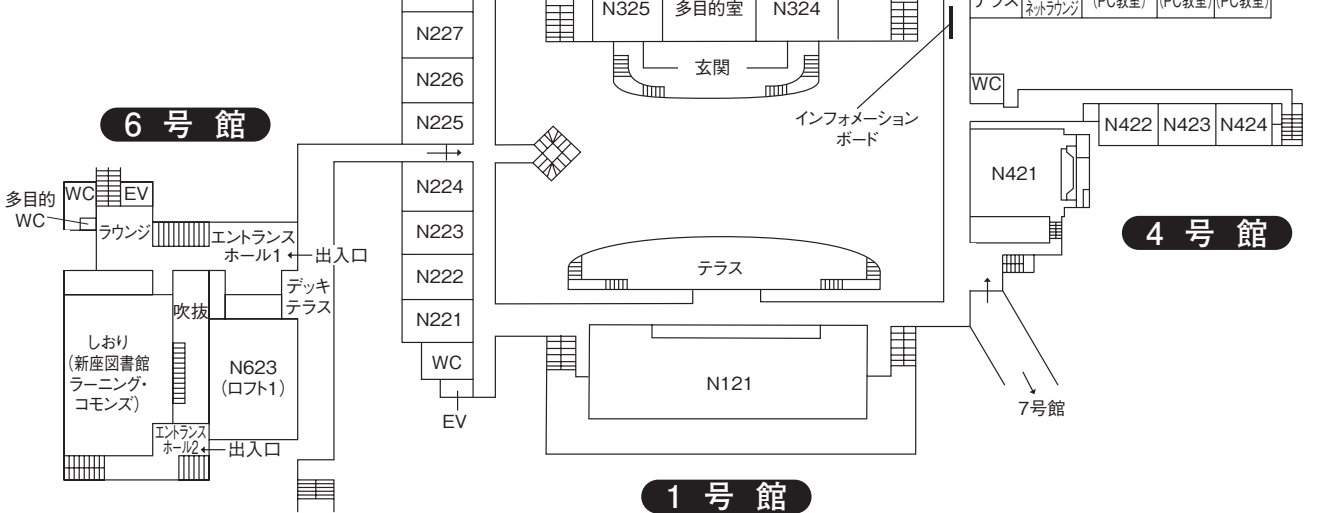 N325
多目的室
N324
テラス
ネットラウンジ
(PC教室)
(PC教室)
(PC教室)
N227
玄関
N226
WC
6号館
N225
インフォメーション
ボード
N422
N423
N424
N224
N421
多目的
WC
WC
EV
ラウンジ
エントランス
ホール1
出入口
N223
4号館
テラス
N222
デッキ
テラス
吹抜
N221
しおり
(新座図書館
ラーニング・
コモンズ)
N623
(ロフト1)
WC
N121
EV
7号館
エントランス
ホール2
出入口
1号館